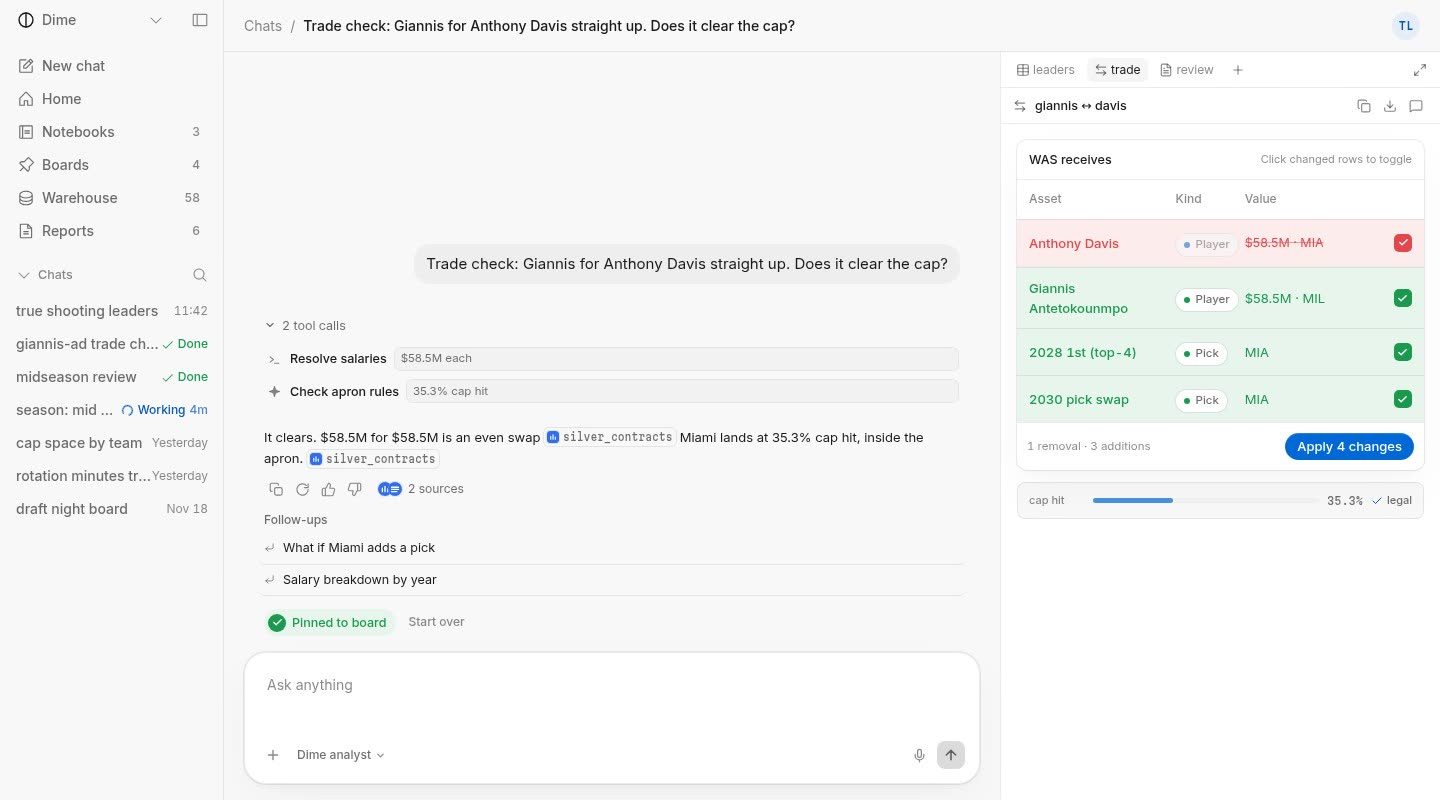 Dime
New chat
Home
Notebooks 3
Boards 4
Warehouse 58
Reports 6
Chats
true shooting leaders 11:42
giannis-ad trade ch... Done
midseason review Done
season: mid ... Working 4m
cap space by team Yesterday
rotation minutes tr... Yesterday
draft night board Nov 18
Chats / Trade check: Giannis for Anthony Davis straight up. Does it clear the cap?
TL
Trade check: Giannis for Anthony Davis straight up. Does it clear the cap?
2 tool calls
Resolve salaries $58.5M each
Check apron rules 35.3% cap hit
It clears. $58.5M for $58.5M is an even swap silver_contracts Miami lands at 35.3% cap hit, inside the
apron. silver_contracts
2 sources
Follow-ups
What if Miami adds a pick
Salary breakdown by year
Pinned to board Start over
Ask anything
Dime analyst
leaders trade review
giannis ↔ davis
WAS receives Click changed rows to toggle
Asset Kind Value
Anthony Davis Player $58.5M · MIA
Giannis
Antetokounmpo Player $58.5M · MIL
2028 1st (top-4) Pick MIA
2030 pick swap Pick MIA
1 removal · 3 additions Apply 4 changes
cap hit 35.3% legal